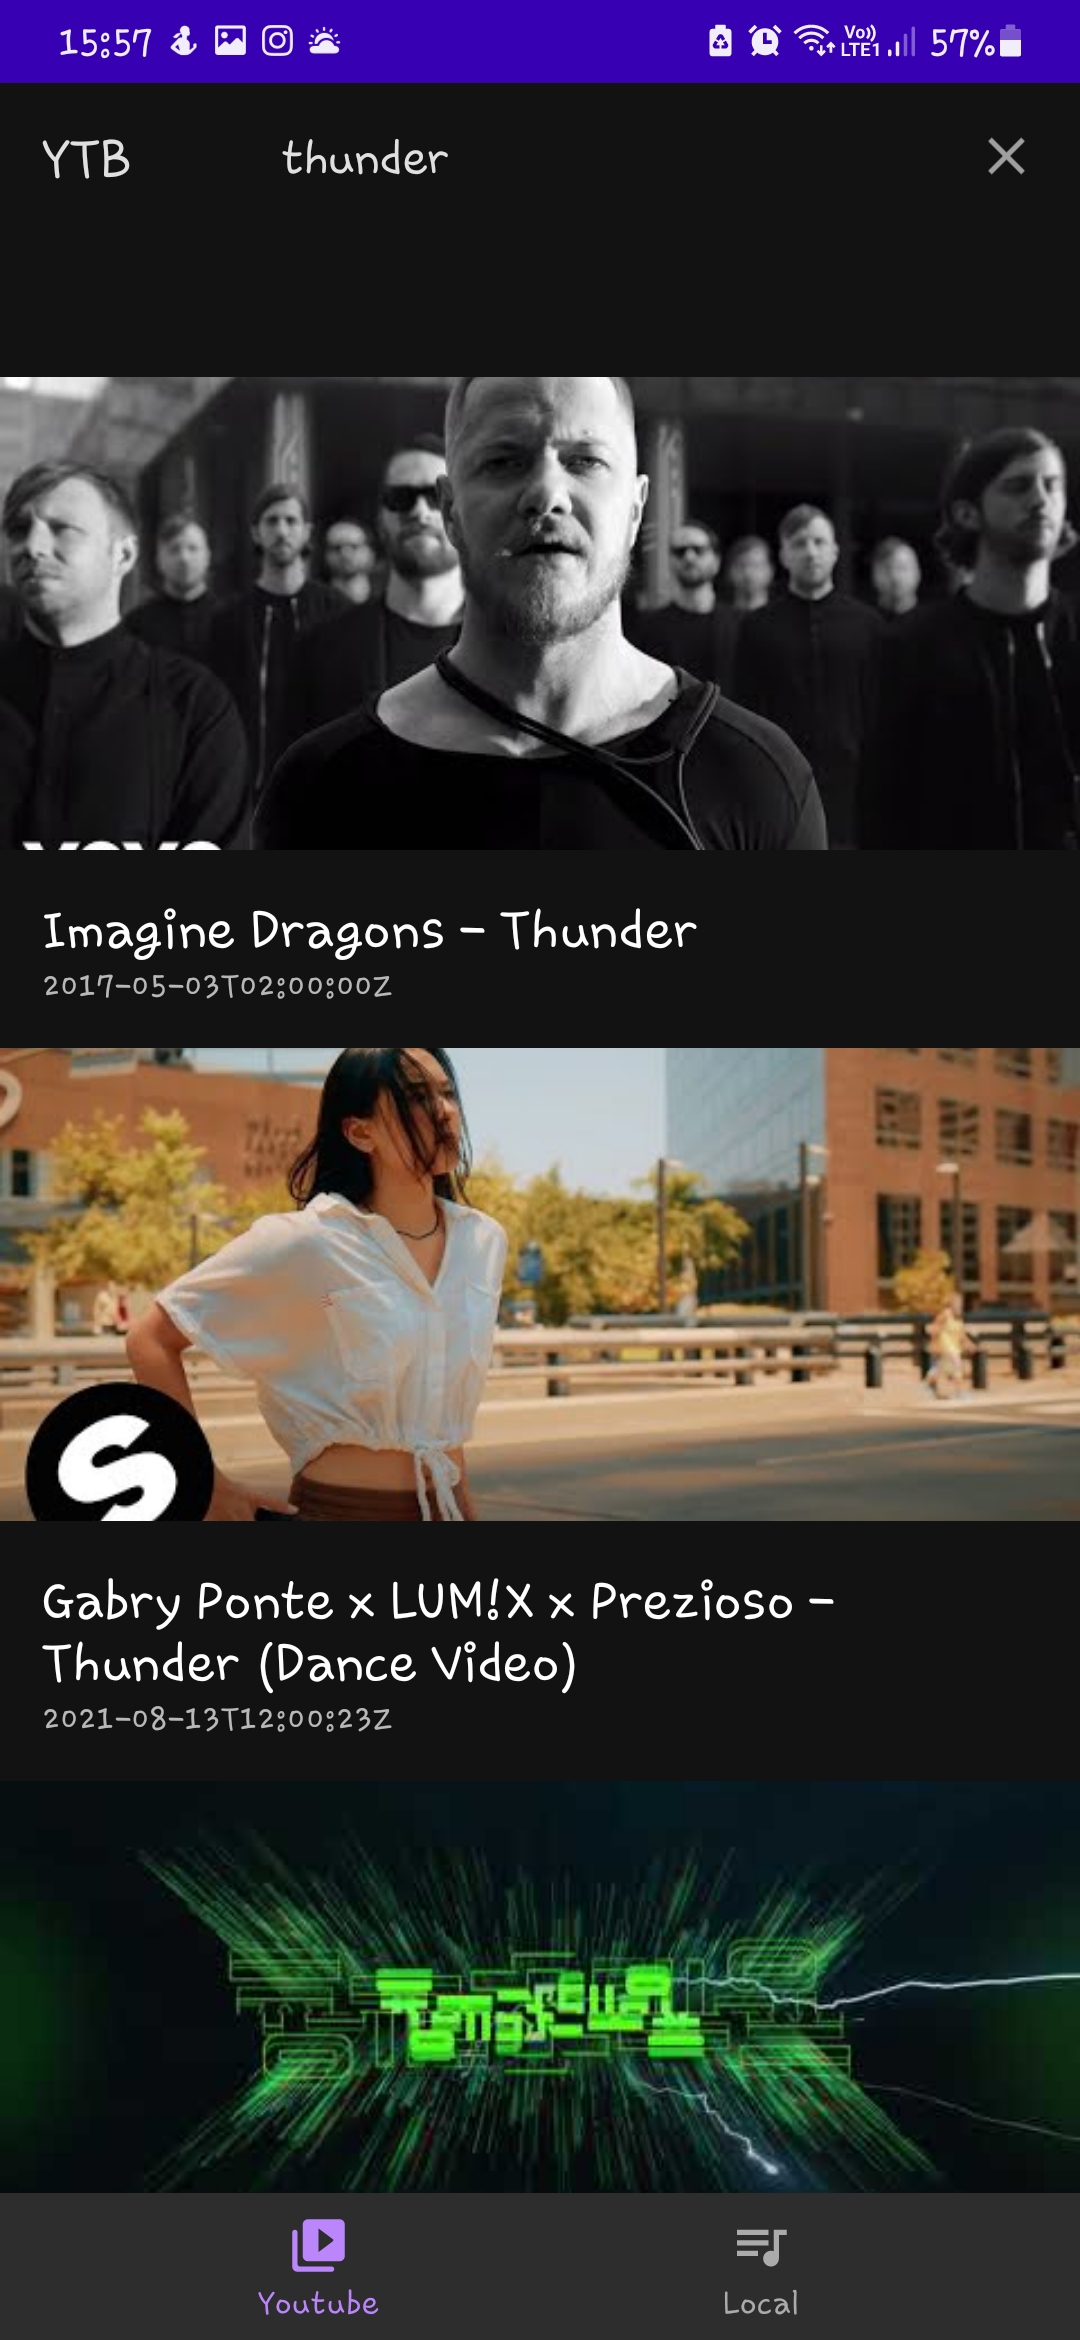 15:57 Vo)) LTE1 57%
YTB thunder
Imagine Dragons - Thunder
2017-05-03T02:00:00Z
Gabry Ponte x LUM!X x Prezioso -
Thunder (Dance Video)
2021-08-13T12:00:23Z
Youtube Local